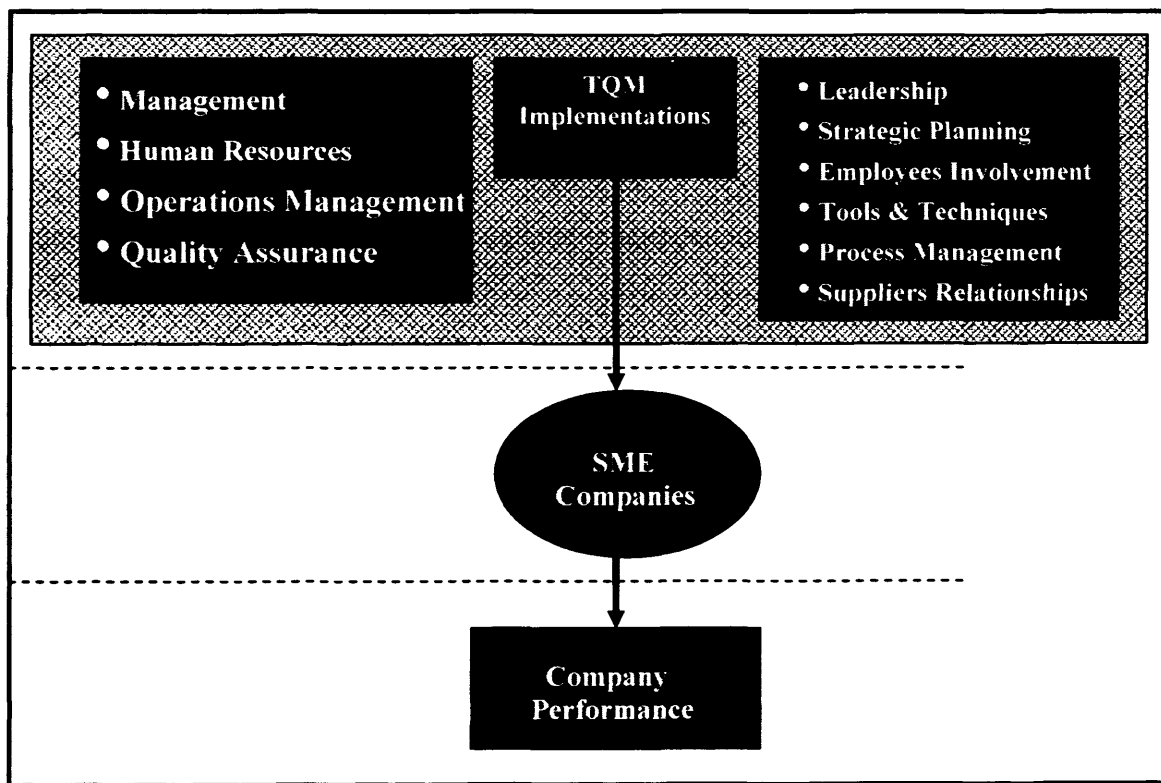 • Management
• Human Resources
• Operations Management
• Quality Assurance
TQM
Implementations
• Leadership
• Strategic Planning
• Employees Involvement
• Tools & Techniques
• Process Management
• Suppliers Relationships
SME
Companies
Company
Performance